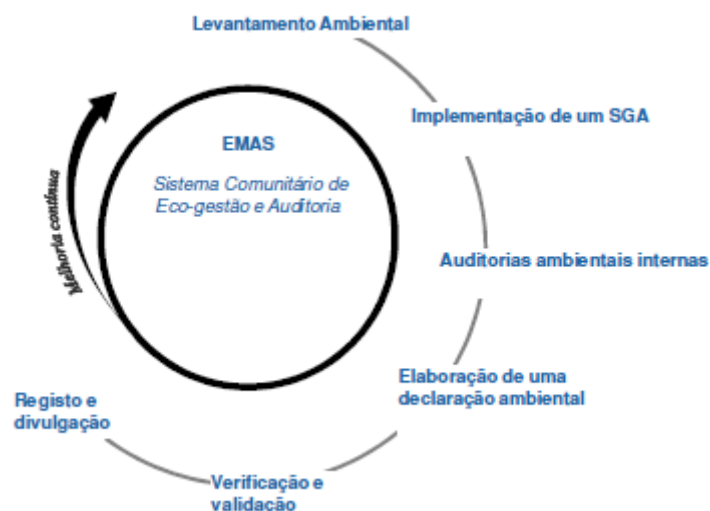 Levantamento Ambiental
Implementação de um SGA
EMAS
Sistema Comunitário de
Eco-gestão e Auditoria
Melhoria contínua
Auditorias ambientais internas
Elaboração de uma
declaração ambiental
Registo e
divulgação
Verificação e
validação